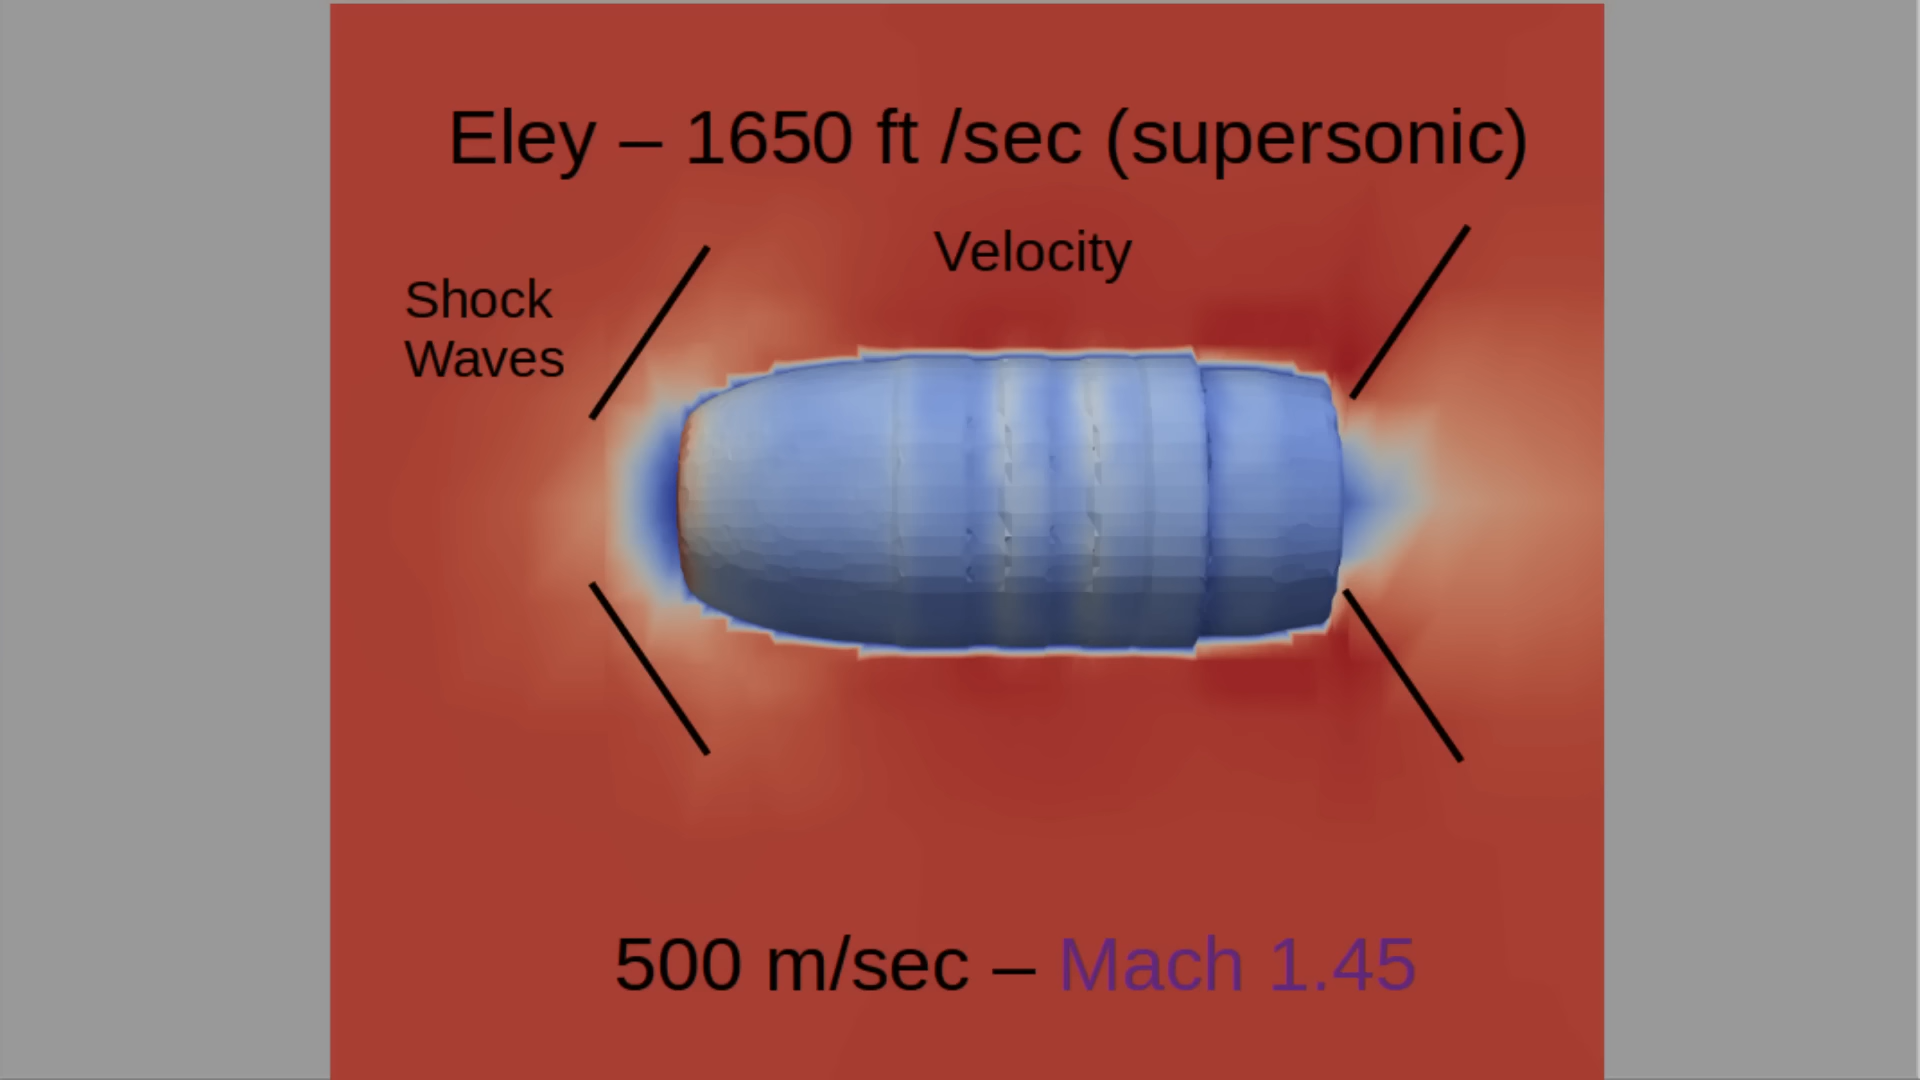 Eley – 1650 ft /sec (supersonic)
Velocity
Shock
Waves
500 m/sec – Mach 1.45